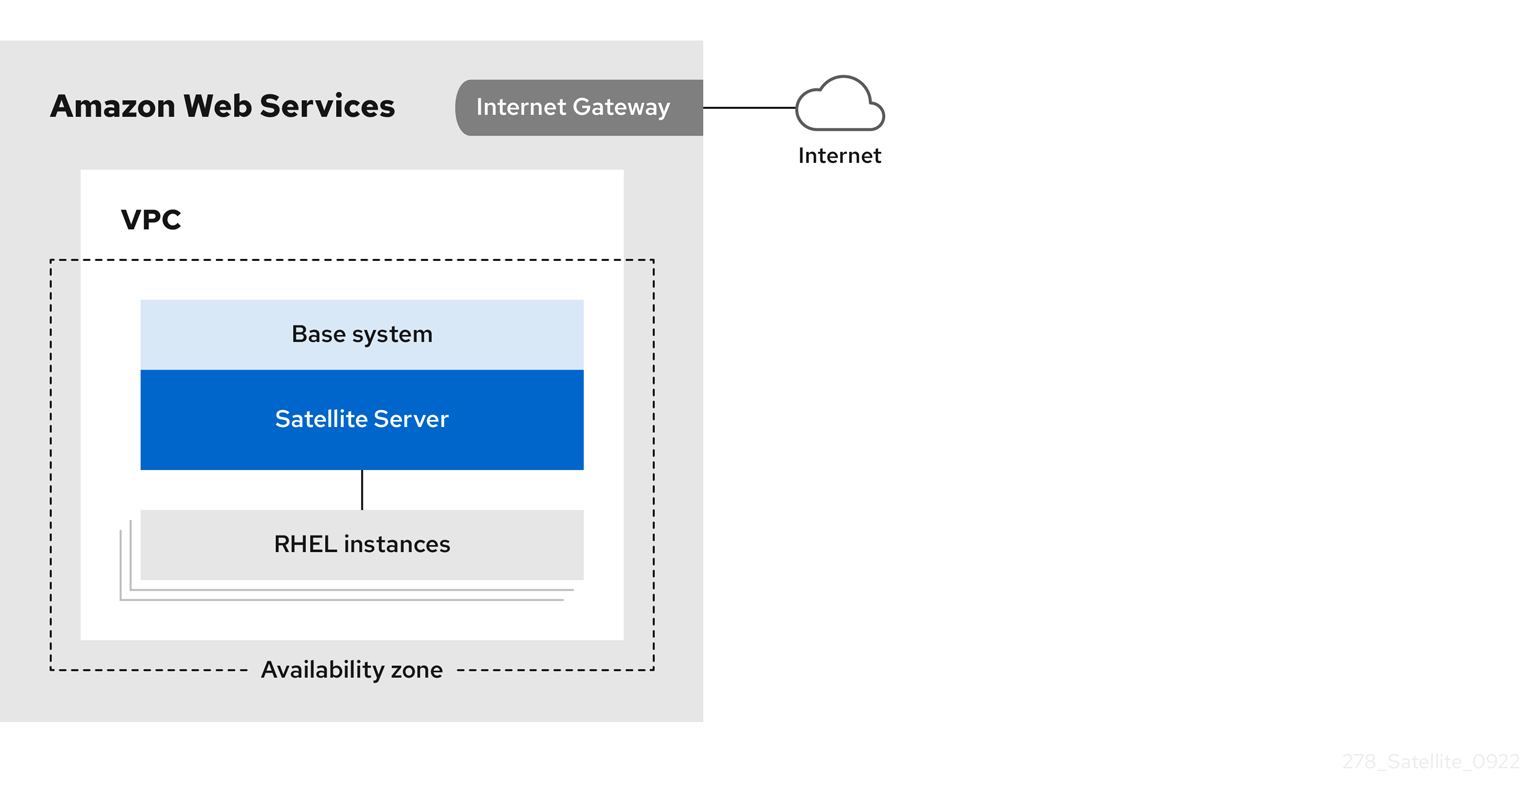 Amazon Web Services
Internet Gateway
Internet
VPC
Base system
Satellite Server
RHEL instances
Availability zone
278_Satellite_0922